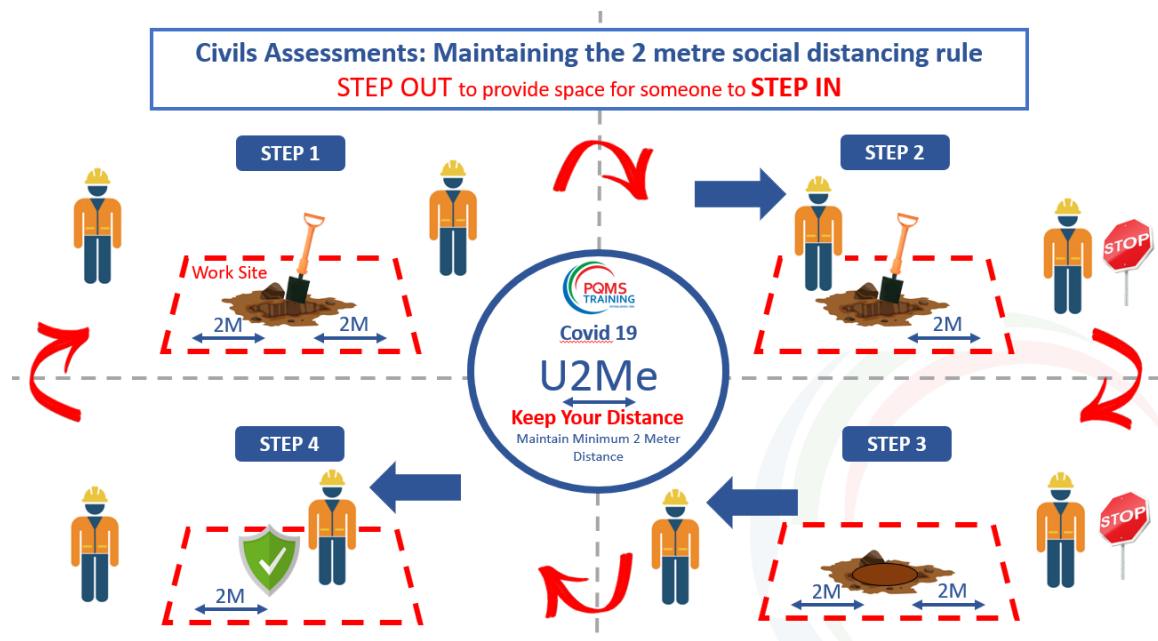 Civils Assessments: Maintaining the 2 metre social distancing rule
STEP OUT to provide space for someone to STEP IN
STEP 1
Work Site
2M
2M
STEP 2
STOP
2M
PQMS
TRAINING
Covid 19
U2Me
Keep Your Distance
Maintain Minimum 2 Meter
Distance
STEP 4
2M
STEP 3
STOP
2M
2M